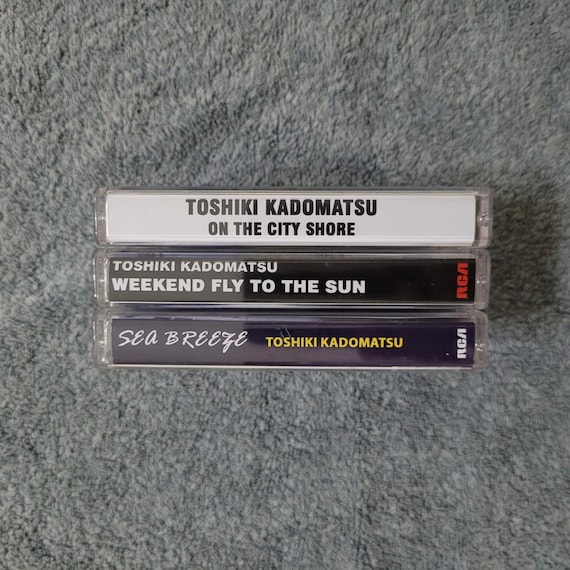 TOSHIKI KADOMATSU
ON THE CITY SHORE
TOSHIKI KADOMATSU
WEEKEND FLY TO THE SUN
RCA
SEA BREEZE TOSHIKI KADOMATSU
RCA